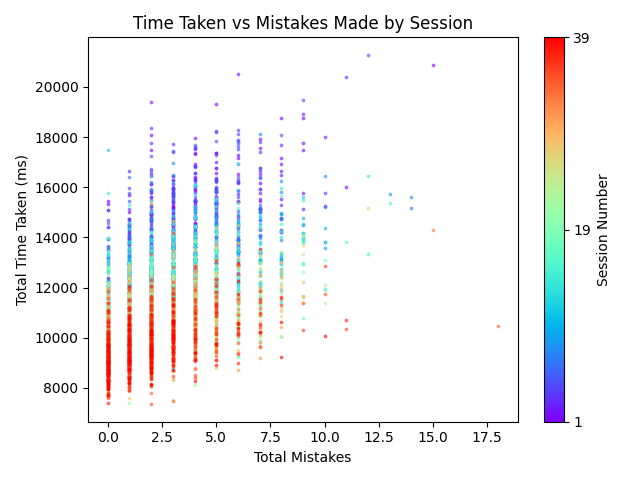 Time Taken vs Mistakes Made by Session
Total Time Taken (ms)
20000
18000
16000
14000
12000
10000
8000
0.0 2.5 5.0 7.5 10.0 12.5 15.0 17.5
Total Mistakes
39
19
1
Session Number